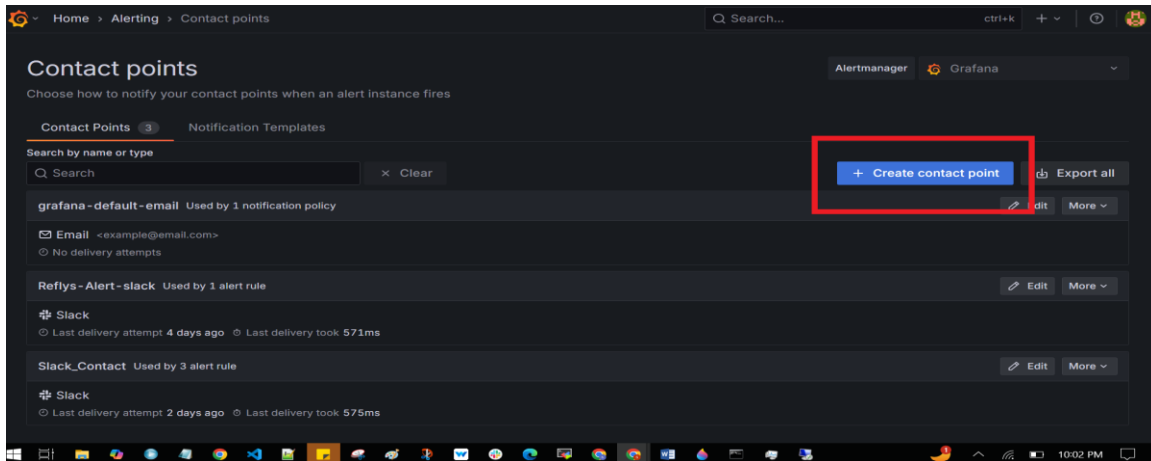 Home > Alerting > Contact points
Search...
ctrl+k
Contact points
Alertmanager
Grafana
Choose how to notify your contact points when an alert instance fires
Contact Points 3
Notification Templates
Search by name or type
Search
× Clear
+ Create contact point
Export all
grafana-default-email Used by 1 notification policy
Edit
More
Email <example@email.com>
No delivery attempts
Reflys-Alert-slack Used by 1 alert rule
Edit
More
Slack
Last delivery attempt 4 days ago
Last delivery took 571ms
Slack_Contact Used by 3 alert rule
Edit
More
Slack
Last delivery attempt 2 days ago
Last delivery took 575ms
10:02 PM